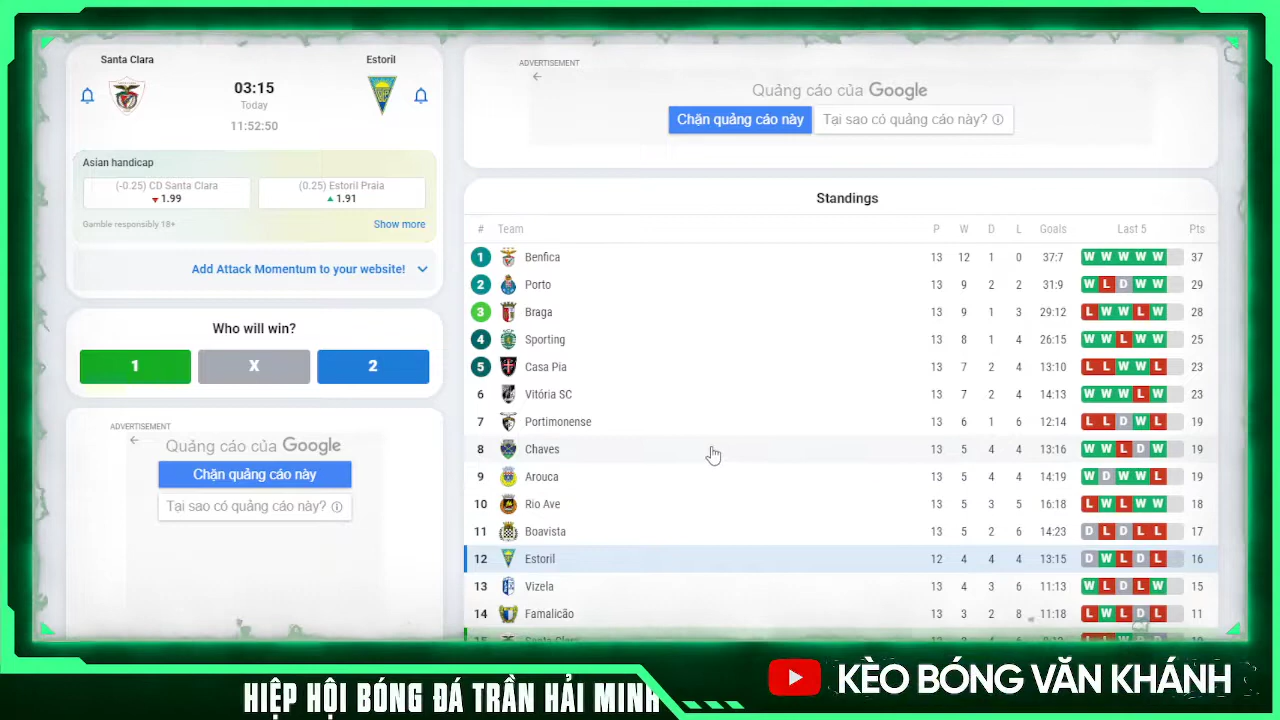 Santa Clara
Estoril
03:15
Today
11:52:50
Asian handicap
(-0.25) CD Santa Clara
1.99
(0.25) Estoril Praia
1.91
Gamble responsibly 18+
Show more
Add Attack Momentum to your website!
Who will win?
1
X
2
ADVERTISEMENT
Quảng cáo của Google
Chặn quảng cáo này
Tại sao có quảng cáo này?
ADVERTISEMENT
Quảng cáo của Google
Chặn quảng cáo này
Tại sao có quảng cáo này?
Standings
# Team P W D L Goals Last 5 Pts
1 Benfica 13 12 1 0 37:7 W W W W W 37
2 Porto 13 9 2 2 31:9 W L D W W 29
3 Braga 13 9 1 3 29:12 L W W L W 28
4 Sporting 13 8 1 4 26:15 W W L W W 25
5 Casa Pia 13 7 2 4 13:10 L L W W L 23
6 Vitória SC 13 7 2 4 14:13 W W W L W 23
7 Portimonense 13 6 1 6 12:14 L L D W L 19
8 Chaves 13 5 4 4 13:16 W W L D W 19
9 Arouca 13 5 4 4 14:19 W D W W L 19
10 Rio Ave 13 5 3 5 16:18 L W L W W 18
11 Boavista 13 5 2 6 14:23 D L D L L 17
12 Estoril 12 4 4 4 13:15 D W L D L 16
13 Vizela 13 4 3 6 11:13 W L D L W 15
14 Famalicão 13 3 2 8 11:18 L W L D L 11
HIỆP HỘI BÓNG ĐÁ TRẦN HẢI MINH
KÈO BÓNG VĂN KHÁNH